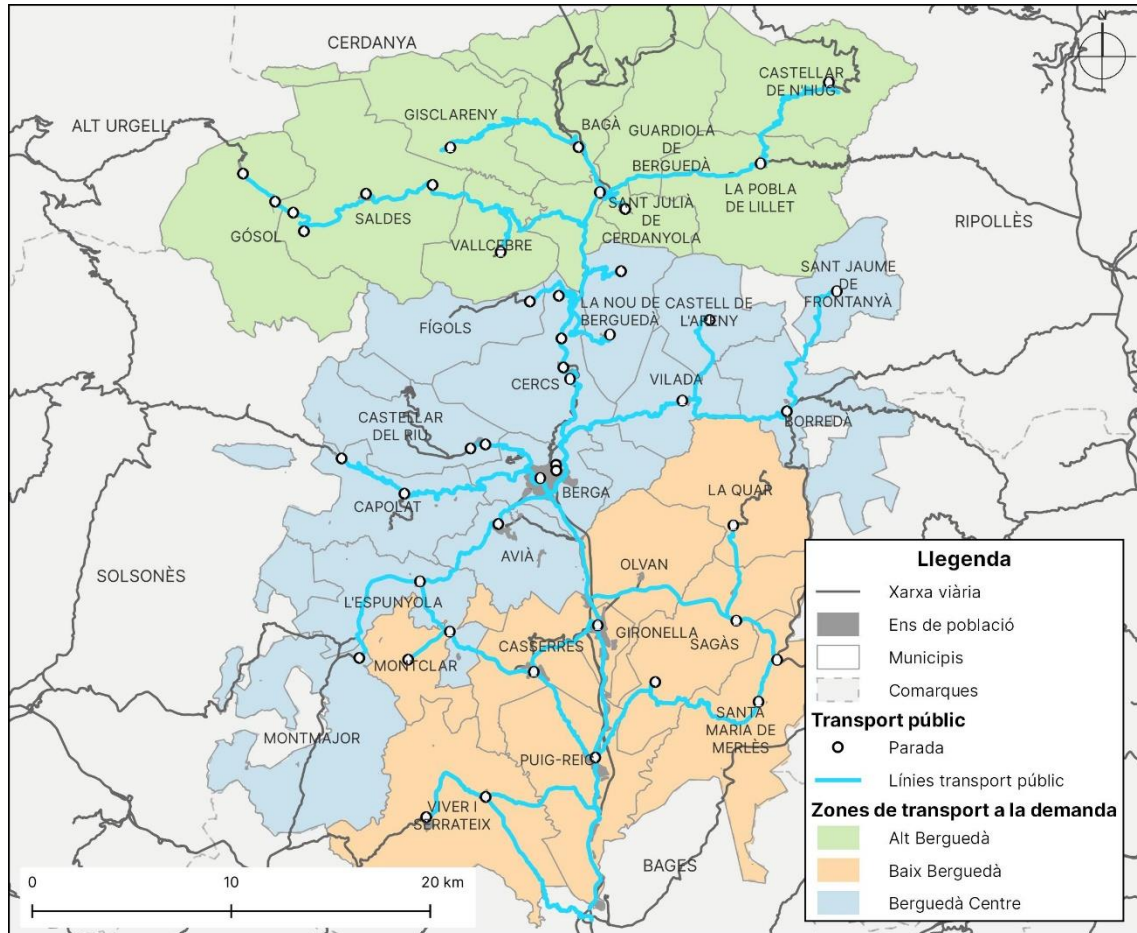 CERDANYA
N
CASTELLAR
DE N'HUG
GISCLARENY
ALT URGELL
BAGÀ
GUARDIOLA
DE
BERGUEDÀ
LA POBLA
DE LILLET
SANT JULIÀ
DE
CERDANYOLA
SALDES
GÓSOL
VALLCEBRE
RIPOLLÈS
SANT JAUME
DE
FRONTANYÀ
LA NOU DE
BERGUEDÀ
CASTELL DE
L'ARENY
FÍGOLS
CERCS
VILADA
CASTELLAR
DEL RIU
BORREDÀ
CAPOLAT
BERGA
LA QUAR
AVIÀ
OLVAN
SOLSONÈS
L'ESPUNYOLA
GIRONELLA
SAGÀS
CASSERRES
MONTCLAR
SANTA
MARIA DE
MERLÈS
MONTMAJOR
PUIG-REIG
VIVER I
SERRATEIX
BAGES
0 10 20 km
Llegenda
Xarxa viària
Ens de població
Municipis
Comarques
Transport públic
Parada
Línies transport públic
Zones de transport a la demanda
Alt Berguedà
Baix Berguedà
Berguedà Centre